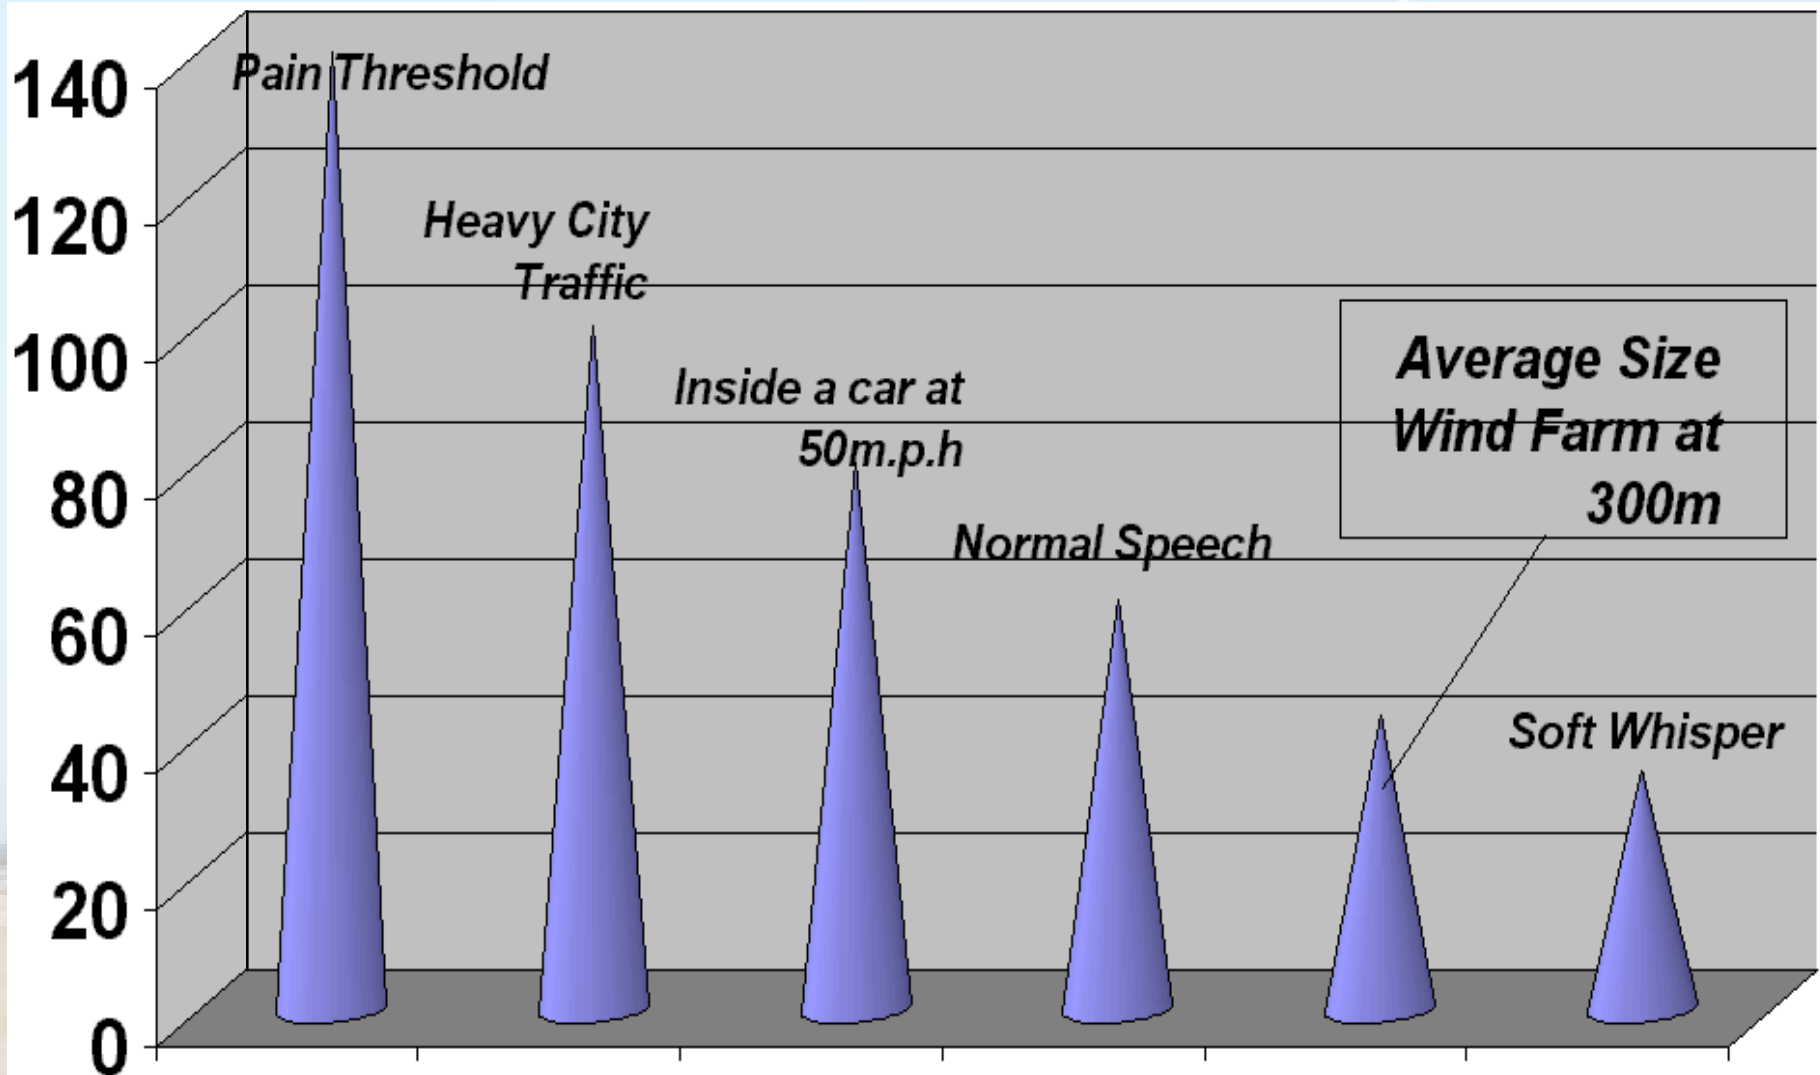 140
120
100
80
60
40
20
0
Pain Threshold
Heavy City
Traffic
Inside a car at
50m.p.h
Normal Speech
Average Size
Wind Farm at
300m
Soft Whisper